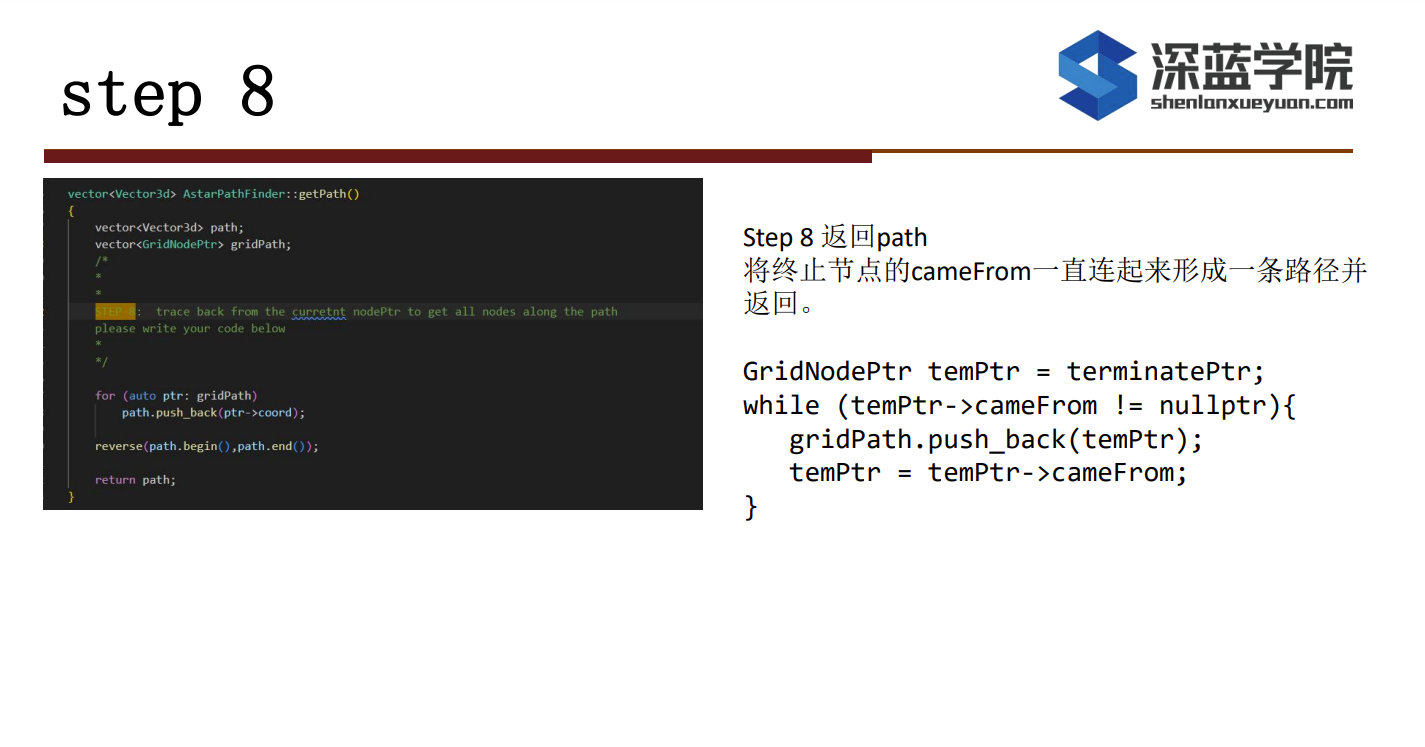 step 8
深蓝学院
shenlanxueyuan.com
vector<Vector3d> AstarPathFinder::getPath()
{
vector<Vector3d> path;
vector<GridNodePtr> gridPath;
/*
*
*
STEP 8:  trace back from the curretnt nodePtr to get all nodes along the path
please write your code below
*
*/
for (auto ptr: gridPath)
path.push_back(ptr->coord);
reverse(path.begin(),path.end());
return path;
}
Step 8 返回path
将终止节点的cameFrom一直连起来形成一条路径并
返回。
GridNodePtr temPtr = terminatePtr;
while (temPtr->cameFrom != nullptr){
gridPath.push_back(temPtr);
temPtr = temPtr->cameFrom;
}